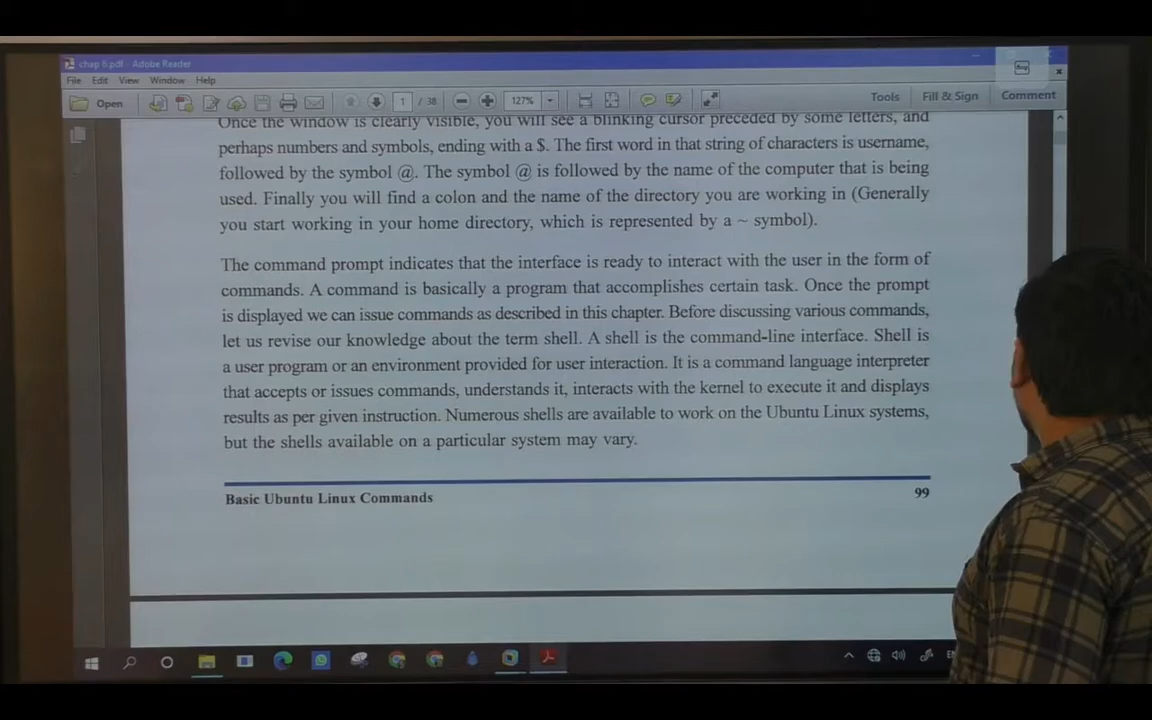 chap 6.pdf - Adobe Reader
File Edit View Window Help
Open 1 / 38 127% Tools Fill & Sign Comment
Once the window is clearly visible, you will see a blinking cursor preceded by some letters, and
perhaps numbers and symbols, ending with a $. The first word in that string of characters is username,
followed by the symbol @. The symbol @ is followed by the name of the computer that is being
used. Finally you will find a colon and the name of the directory you are working in (Generally
you start working in your home directory, which is represented by a ~ symbol).
The command prompt indicates that the interface is ready to interact with the user in the form of
commands. A command is basically a program that accomplishes certain task. Once the prompt
is displayed we can issue commands as described in this chapter. Before discussing various commands,
let us revise our knowledge about the term shell. A shell is the command-line interface. Shell is
a user program or an environment provided for user interaction. It is a command language interpreter
that accepts or issues commands, understands it, interacts with the kernel to execute it and displays
results as per given instruction. Numerous shells are available to work on the Ubuntu Linux systems,
but the shells available on a particular system may vary.
Basic Ubuntu Linux Commands 99